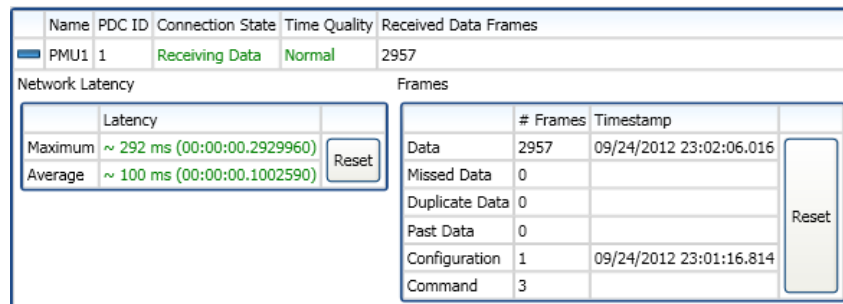 Name PDC ID Connection State Time Quality Received Data Frames
PMU1 1 Receiving Data Normal 2957
Network Latency
Latency
Maximum ~ 292 ms (00:00:00.2929960)
Average ~ 100 ms (00:00:00.1002590)
Reset
Frames
# Frames Timestamp
Data 2957 09/24/2012 23:02:06.016
Missed Data 0
Duplicate Data 0
Past Data 0
Configuration 1 09/24/2012 23:01:16.814
Command 3
Reset